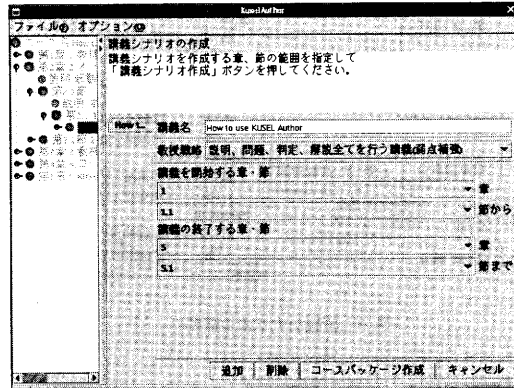 Kusel Author
ファイル(F) オプション(O)
講義シナリオの作成
講義シナリオを作成する章、節の範囲を指定して
「講義シナリオ作成」ボタンを押してください。
How t...
講義名 How to use KUSEL Author
教授戦略 説明、問題、判定、解説全てを行う講義(弱点補強)
講義を開始する章・節
1 章
1.1 節から
講義の終了する章・節
5 章
5.1 節まで
追加 削除 コースパッケージ作成 キャンセル